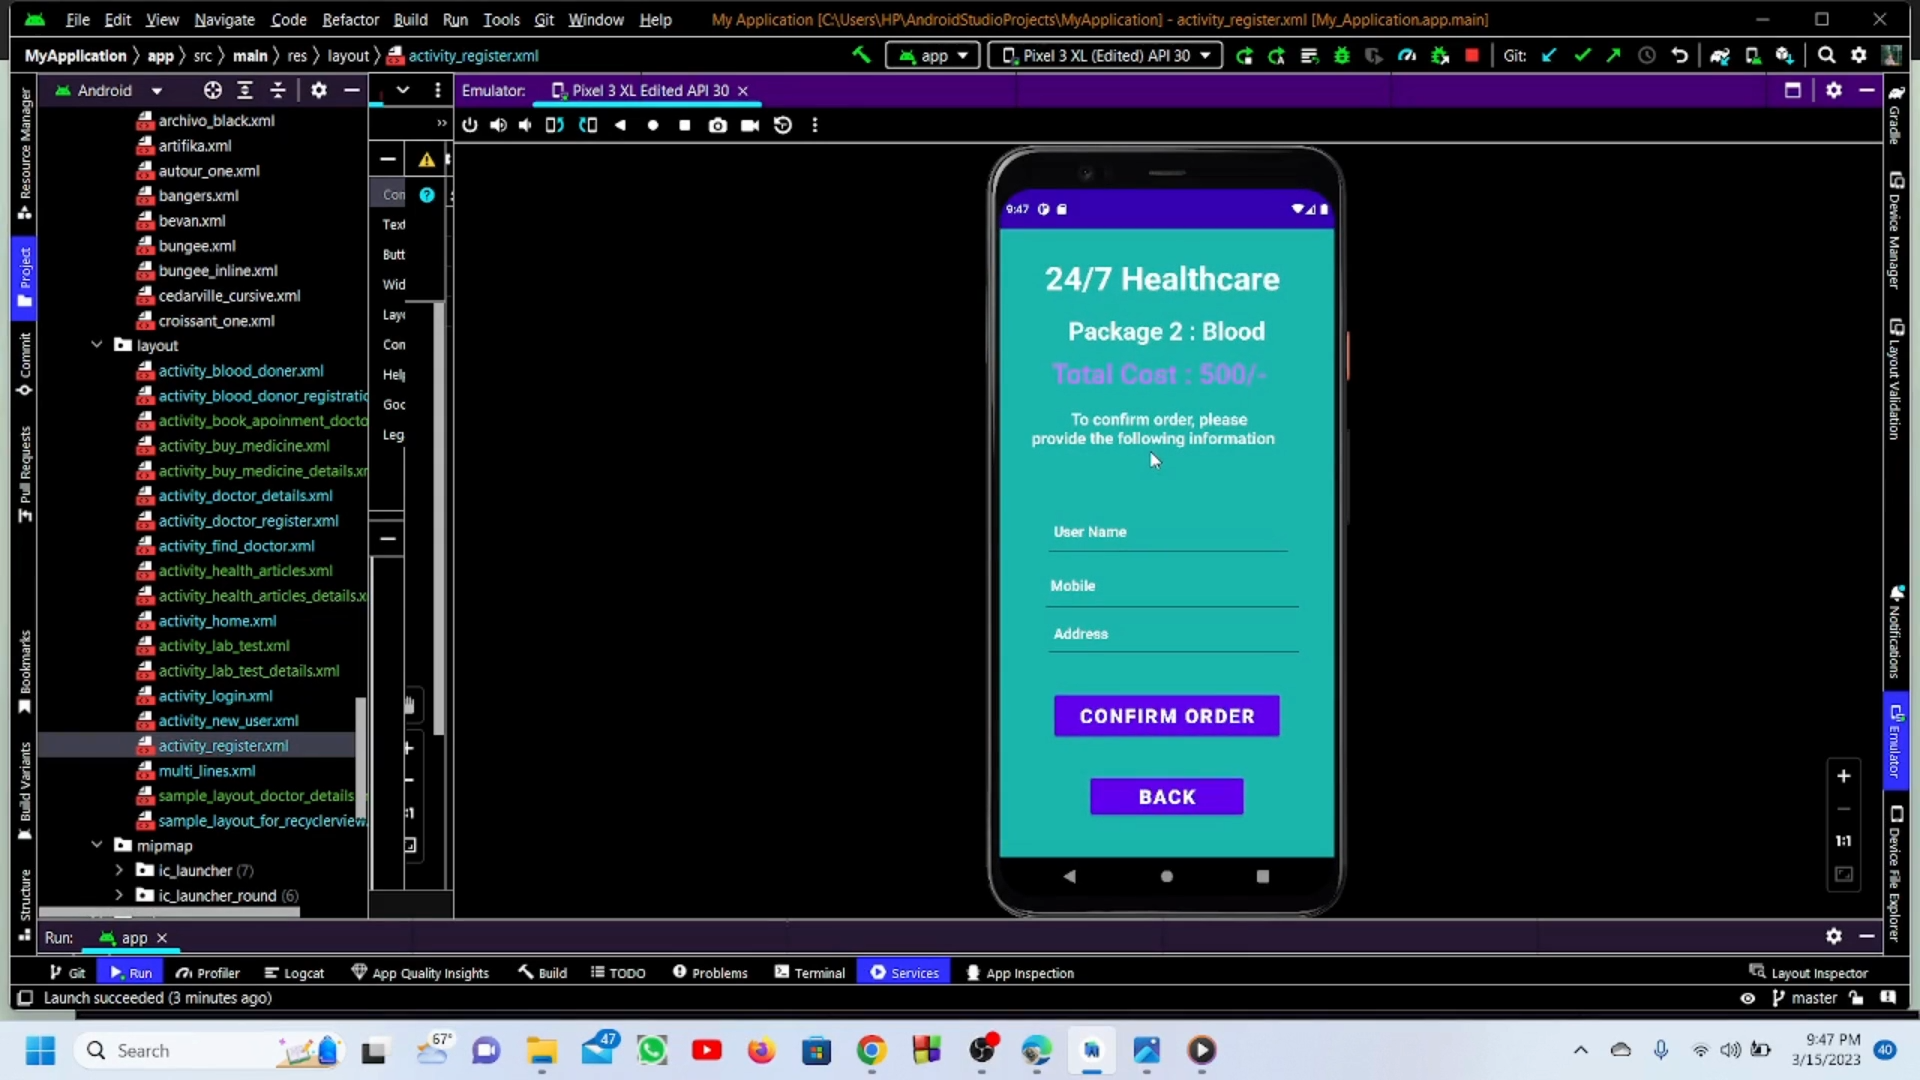 File Edit View Navigate Code Refactor Build Run Tools Git Window Help
My Application [C:\Users\HP\AndroidStudioProjects\MyApplication] - activity_register.xml [My_Application.app.main]
MyApplication app src main res layout activity_register.xml
app Pixel 3 XL (Edited) API 30 Git:
Android
Emulator: Pixel 3 XL Edited API 30
Resource Manager
Project
Commit
Pull Requests
Bookmarks
Build Variants
Structure
archivo_black.xml
artifika.xml
autour_one.xml
bangers.xml
bevan.xml
bungee.xml
bungee_inline.xml
cedarville_cursive.xml
croissant_one.xml
layout
activity_blood_doner.xml
activity_blood_donor_registratic
activity_book_apoinment_docto
activity_buy_medicine.xml
activity_buy_medicine_details.xr
activity_doctor_details.xml
activity_doctor_register.xml
activity_find_doctor.xml
activity_health_articles.xml
activity_health_articles_details.x
activity_home.xml
activity_lab_test.xml
activity_lab_test_details.xml
activity_login.xml
activity_new_user.xml
activity_register.xml
multi_lines.xml
sample_layout_doctor_details
sample_layout_for_recyclerview
mipmap
ic_launcher (7)
ic_launcher_round (6)
Con
Text
Butt
Wid
Layo
Con
Help
Goo
Leg
9:47
24/7 Healthcare
Package 2 : Blood
Total Cost : 500/-
To confirm order, please
provide the following information
User Name
Mobile
Address
CONFIRM ORDER
BACK
1:1
Gradle
Device Manager
Layout Validation
Notifications
Emulator
Device File Explorer
Run: app
Git Run Profiler Logcat App Quality Insights Build TODO Problems Terminal Services App Inspection Layout Inspector
Launch succeeded (3 minutes ago) master
Search
67°
47
9:47 PM
3/15/2023
40